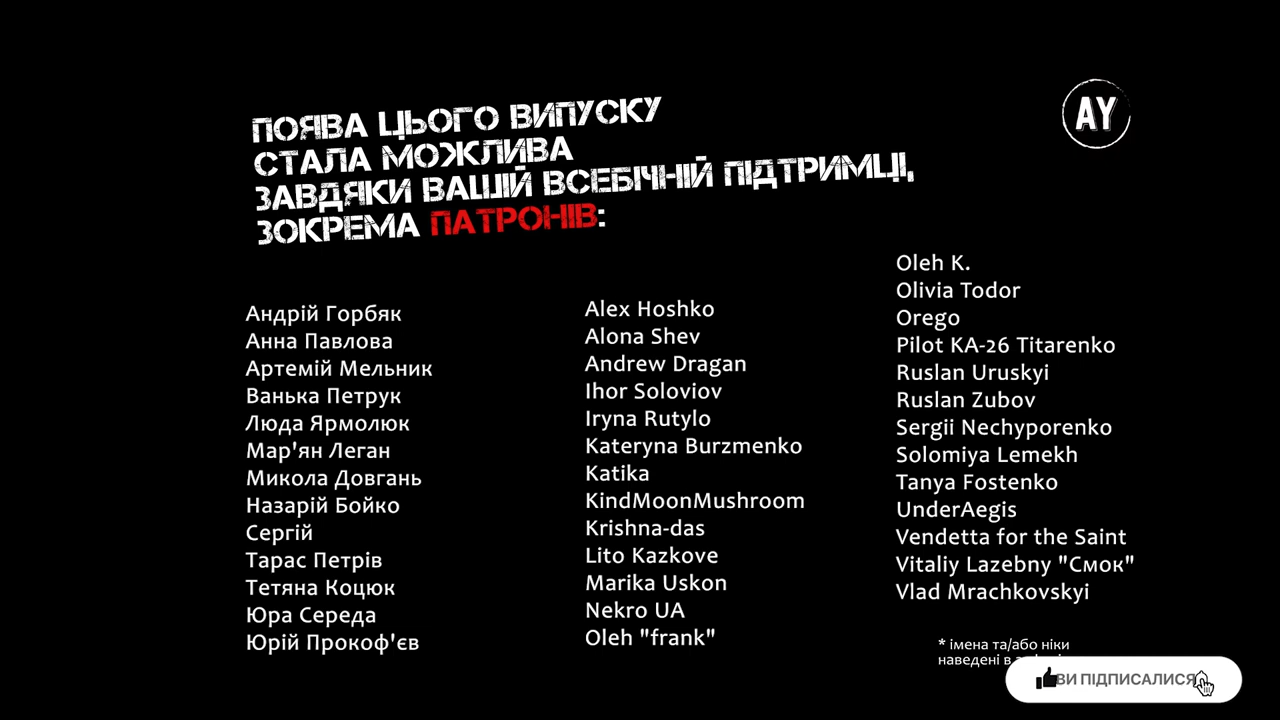 ПОЯВА ЦЬОГО ВИПУСКУ
СТАЛА МОЖЛИВА
ЗАВДЯКИ ВАШІЙ ВСЕБІЧНІЙ ПІДТРИМЦІ,
ЗОКРЕМА ПАТРОНІВ:
АУ
Андрій Горбяк
Анна Павлова
Артемій Мельник
Ванька Петрук
Люда Ярмолюк
Мар'ян Леган
Микола Довгань
Назарій Бойко
Сергій
Тарас Петрів
Тетяна Коцюк
Юра Середа
Юрій Прокоф'єв
Alex Hoshko
Alona Shev
Andrew Dragan
Ihor Soloviov
Iryna Rutylo
Kateryna Burzmenko
Katika
KindMoonMushroom
Krishna-das
Lito Kazkove
Marika Uskon
Nekro UA
Oleh "frank"
Oleh K.
Olivia Todor
Orego
Pilot KA-26 Titarenko
Ruslan Uruskyi
Ruslan Zubov
Sergii Nechyporenko
Solomiya Lemekh
Tanya Fostenko
UnderAegis
Vendetta for the Saint
Vitaliy Lazebny "Смок"
Vlad Mrachkovskyi
* імена та/або ніки
наведені в
ВИ ПІДПИСАЛИСЯ